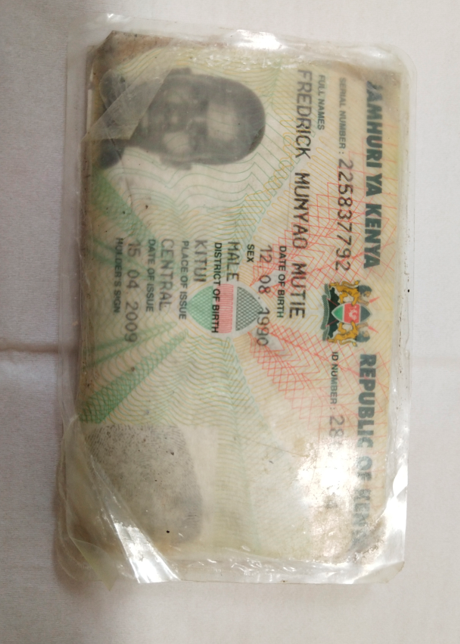 JAMHURI YA KENYA
REPUBLIC OF KENYA
SERIAL NUMBER: 225837792
ID NUMBER: 28
FULL NAMES
FREDRICK MUNYAO MUTIE
DATE OF BIRTH
12.08.1990
SEX
MALE
DISTRICT OF BIRTH
KITUI
PLACE OF ISSUE
CENTRAL
DATE OF ISSUE
15.04.2009
HOLDER'S SIGN